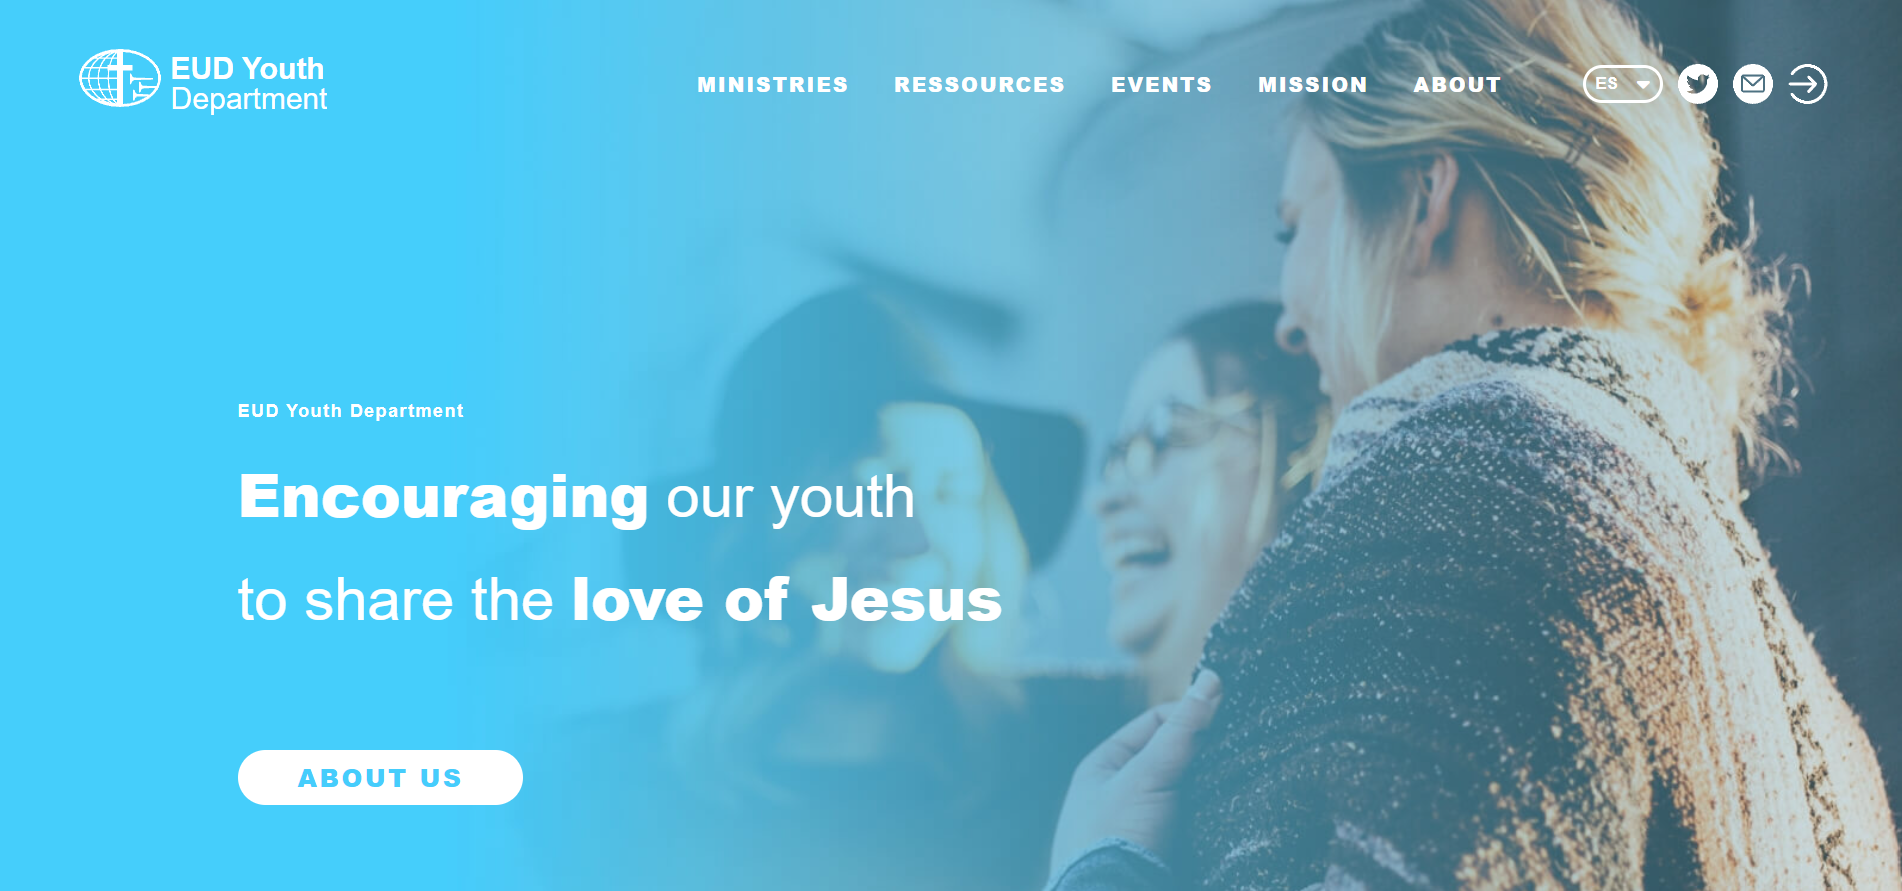 EUD Youth
Department
MINISTRIES RESSOURCES EVENTS MISSION ABOUT ES
EUD Youth Department
Encouraging our youth
to share the love of Jesus
ABOUT US